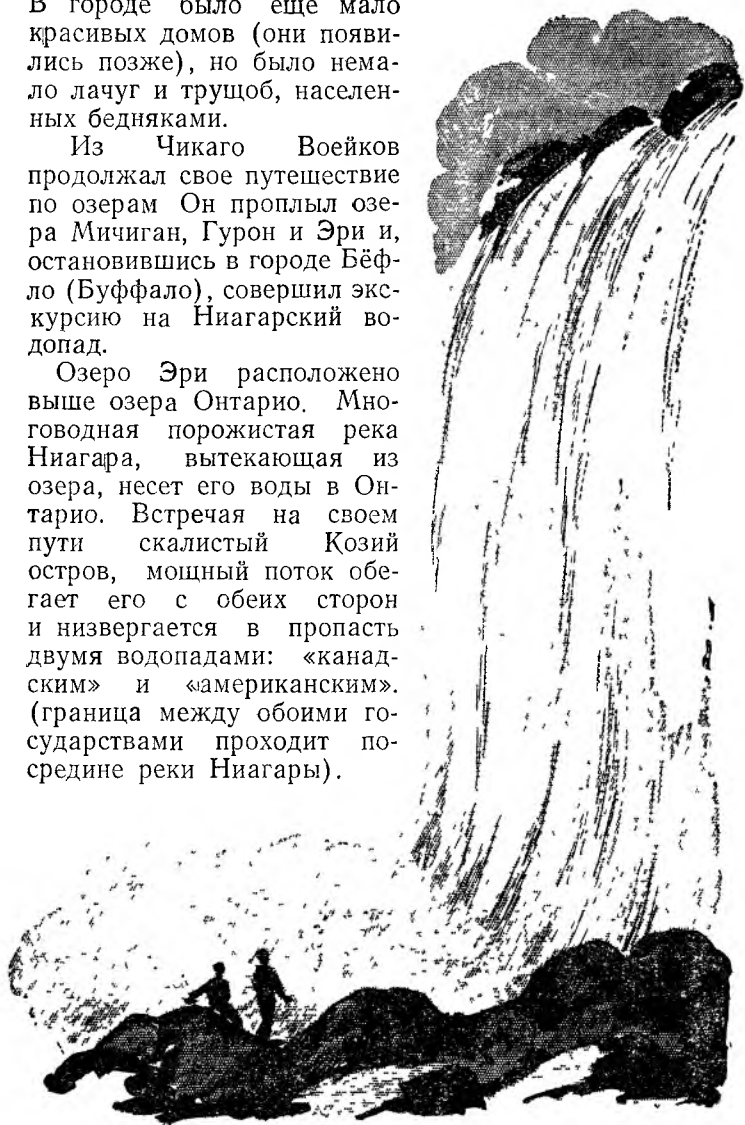 В городе было еще мало
красивых домов (они появи-
лись позже), но было нема-
ло лачуг и трущоб, населен-
ных бедняками.
Из Чикаго Воейков
продолжал свое путешествие
по озерам Он проплыл озе-
ра Мичиган, Гурон и Эри и,
остановившись в городе Бёф-
ло (Буффало), совершил экс-
курсию на Ниагарский во-
допад.
Озеро Эри расположено
выше озера Онтарио. Мно-
говодная порожистая река
Ниагара, вытекающая из
озера, несет его воды в Он-
тарио. Встречая на своем
пути скалистый Козий
остров, мощный поток обе-
гает его с обеих сторон
и низвергается в пропасть
двумя водопадами: «канад-
ским» и «американским».
(граница между обоими го-
сударствами проходит по-
средине реки Ниагары).